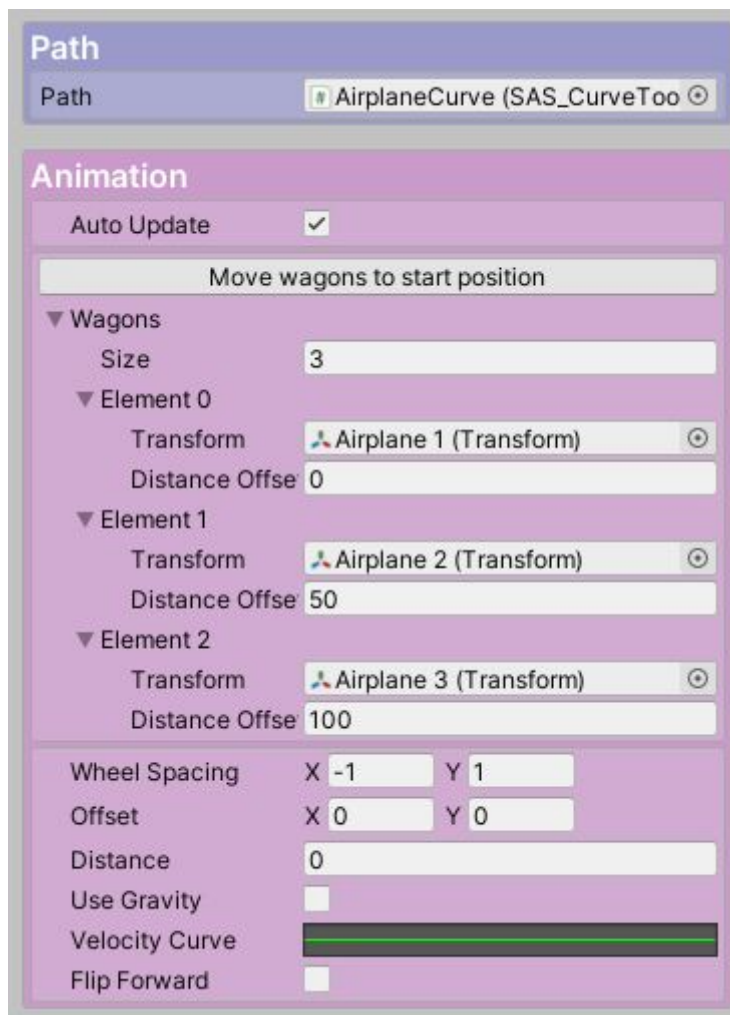 Path
Path AirplaneCurve (SAS_CurveToo
Animation
Auto Update
Move wagons to start position
Wagons
Size 3
Element 0
Transform Airplane 1 (Transform)
Distance Offse 0
Element 1
Transform Airplane 2 (Transform)
Distance Offse 50
Element 2
Transform Airplane 3 (Transform)
Distance Offse 100
Wheel Spacing X -1 Y 1
Offset X 0 Y 0
Distance 0
Use Gravity
Velocity Curve
Flip Forward